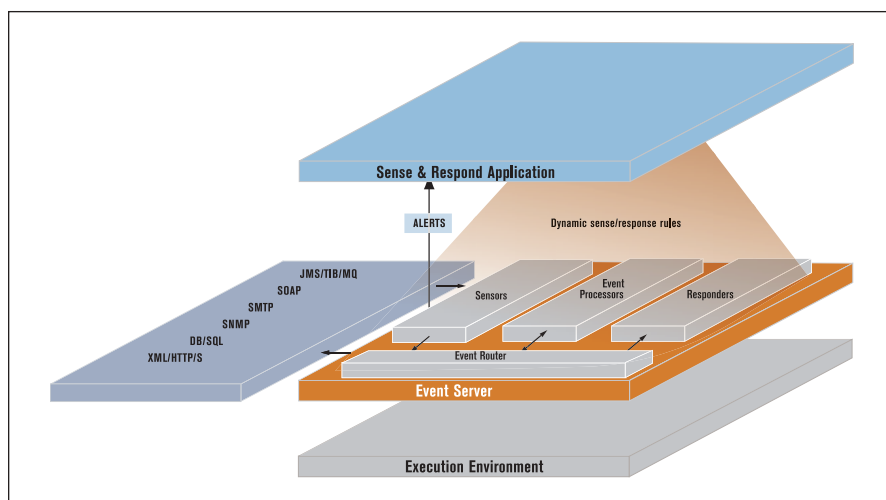 Sense & Respond Application
ALERTS
Dynamic sense/response rules
JMS/TIB/MQ
SOAP
SMTP
SNMP
DB/SQL
XML/HTTP/S
Sensors
Event
Processors
Responders
Event Router
Event Server
Execution Environment